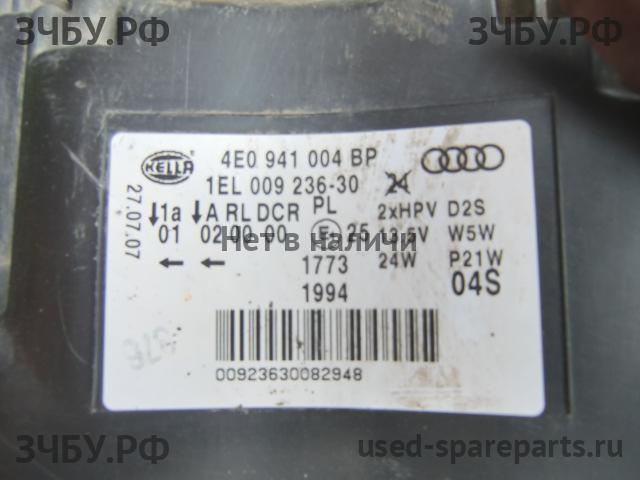 ЗЧБУ.РФ
ЗЧБУ.РФ
HELLA
4E0 941 004 BP
1EL 009 236-30
27.07.07
1a A RL DCR PL 2xHPV D2S
01 02 00 00 E1 25 13.5V W5W
Нет в наличии
1773 24W P21W
1994 04S
00923630082948
ЗЧБУ.РФ
used-spareparts.ru